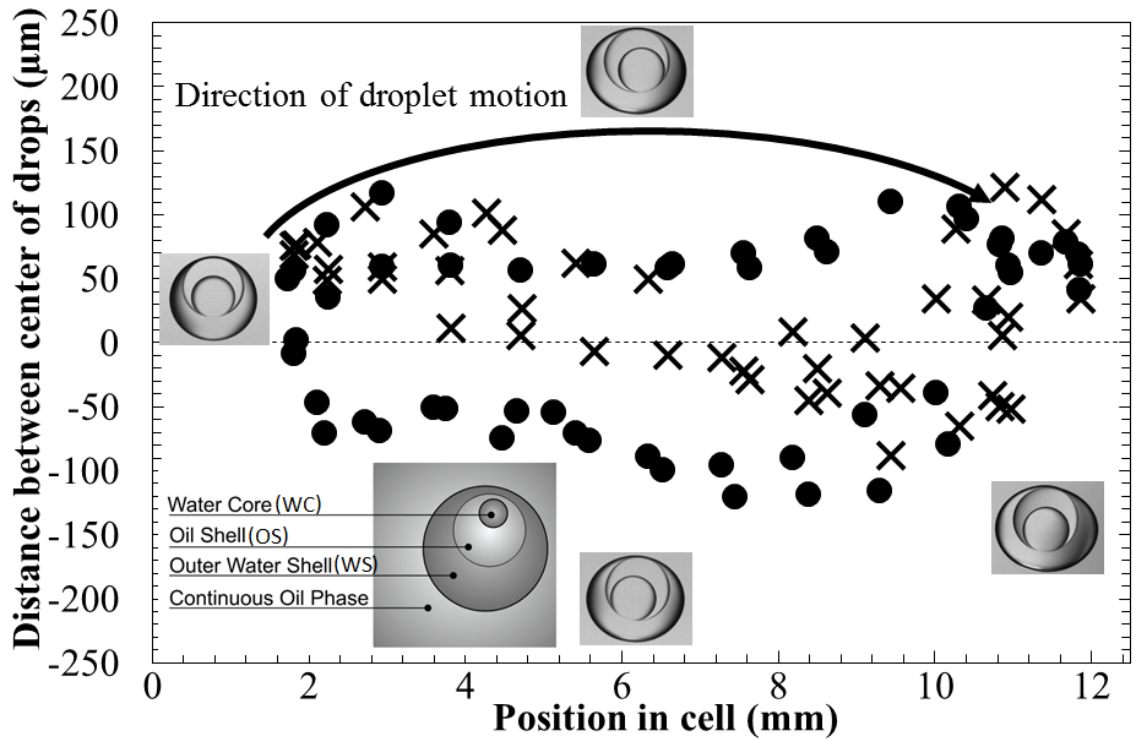 Distance between center of drops (µm)
250
200
150
100
50
0
-50
-100
-150
-200
-250
Direction of droplet motion
Water Core (WC)
Oil Shell (OS)
Outer Water Shell (WS)
Continuous Oil Phase
0 2 4 6 8 10 12
Position in cell (mm)